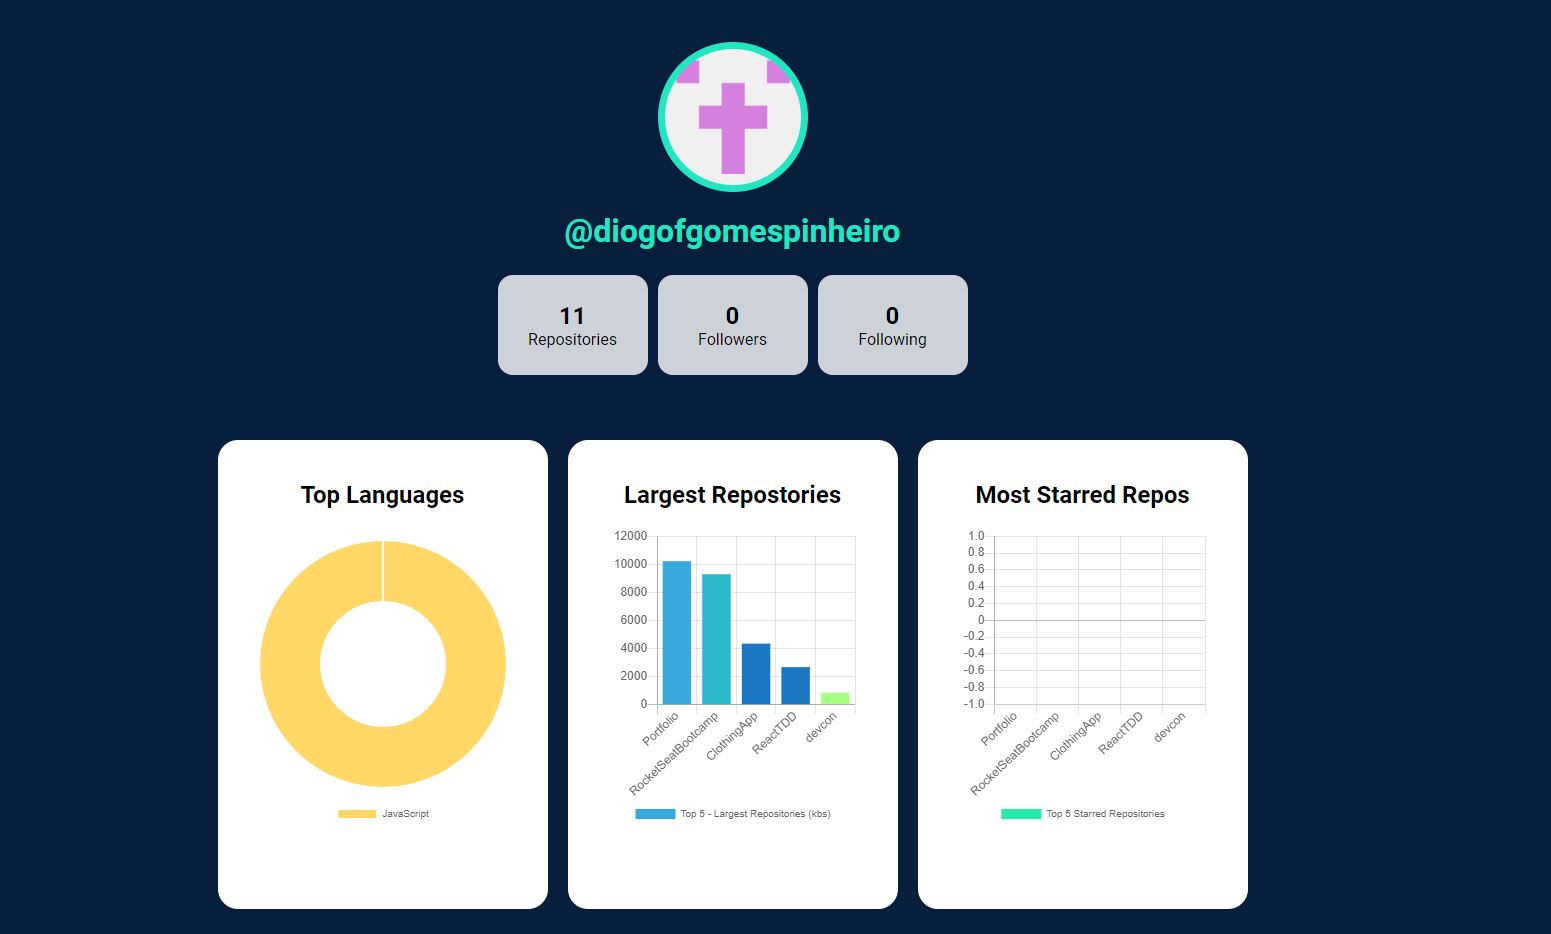 @diogofgomespinheiro
11
Repositories
0
Followers
0
Following
Top Languages
JavaScript
Largest Repostories
12000
10000
8000
6000
4000
2000
0
Portfolio
RocketSeatBootcamp
ClothingApp
ReactTDD
devcon
Top 5 - Largest Repositories (kbs)
Most Starred Repos
1.0
0.8
0.6
0.4
0.2
0
-0.2
-0.4
-0.6
-0.8
-1.0
Portfolio
RocketSeatBootcamp
ClothingApp
ReactTDD
devcon
Top 5 Starred Repositories